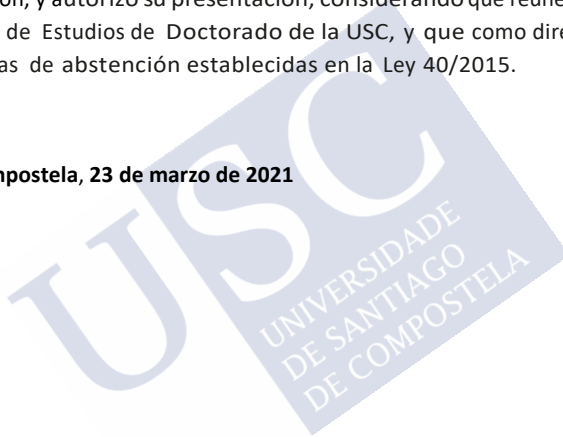 ón, y autorizo su presentación, considerando que reúne
de Estudios de Doctorado de la USC, y que como dire
as de abstención establecidas en la Ley 40/2015.
mpostela, 23 de marzo de 2021
USC
UNIVERSIDADE
DE SANTIAGO
DE COMPOSTELA